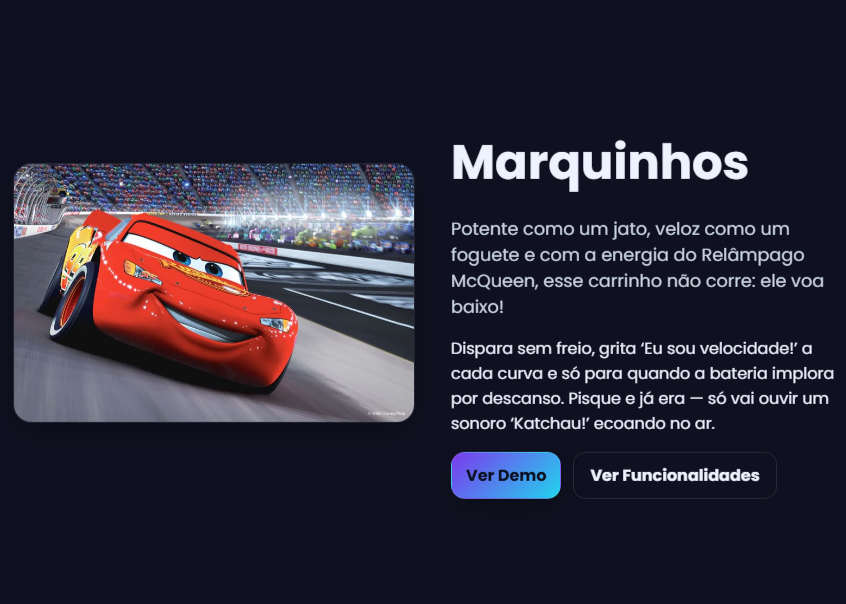 Marquinhos
Potente como um jato, veloz como um
foguete e com a energia do Relâmpago
McQueen, esse carrinho não corre: ele voa
baixo!
Dispara sem freio, grita ‘Eu sou velocidade!’ a
cada curva e só para quando a bateria implora
por descanso. Pisque e já era — só vai ouvir um
sonoro ‘Katchau!’ ecoando no ar.
Ver Demo
Ver Funcionalidades